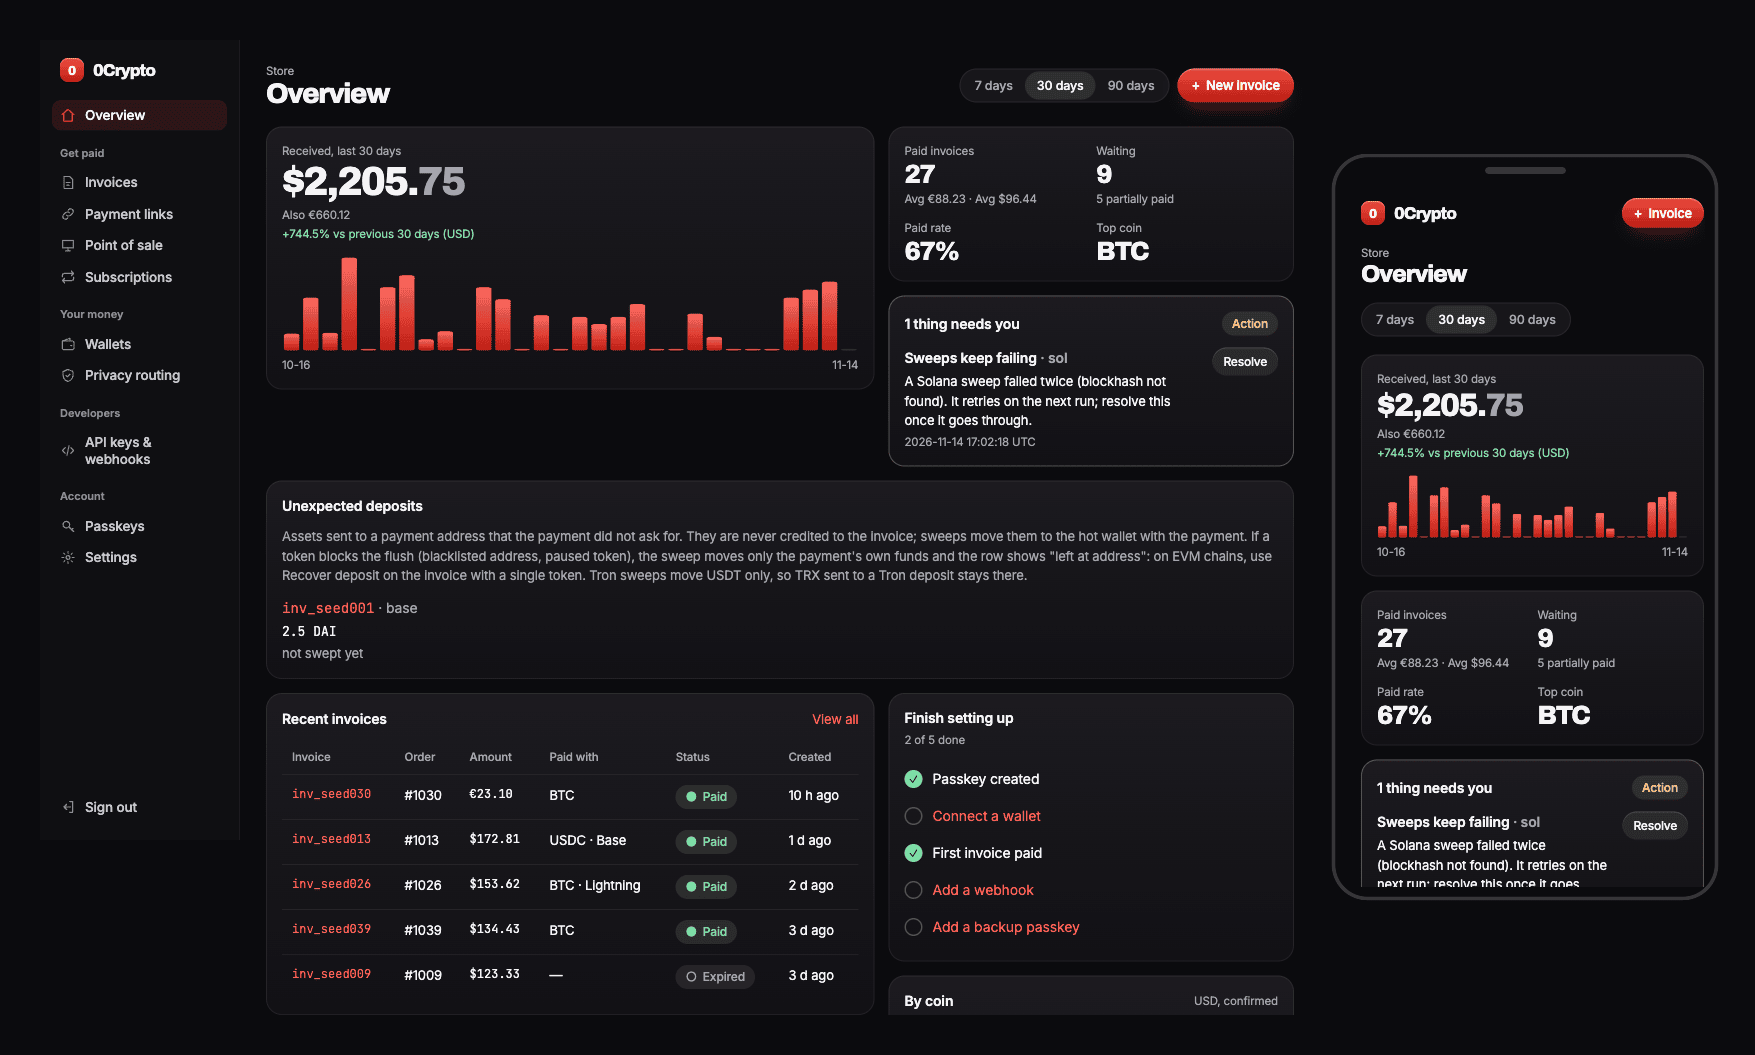 0 0Crypto
Overview
Get paid
Invoices
Payment links
Point of sale
Subscriptions
Your money
Wallets
Privacy routing
Developers
API keys &
webhooks
Account
Passkeys
Settings
Sign out
Store
Overview
7 days 30 days 90 days + New invoice
Received, last 30 days
$2,205.75
Also €660.12
+744.5% vs previous 30 days (USD)
10-16 11-14
Paid invoices Waiting
27 9
Avg €88.23 · Avg $96.44 5 partially paid
Paid rate Top coin
67% BTC
1 thing needs you Action
Sweeps keep failing · sol Resolve
A Solana sweep failed twice (blockhash not
found). It retries on the next run; resolve this
once it goes through.
2026-11-14 17:02:18 UTC
Unexpected deposits
Assets sent to a payment address that the payment did not ask for. They are never credited to the invoice; sweeps move them to the hot wallet with the payment. If a
token blocks the flush (blacklisted address, paused token), the sweep moves only the payment's own funds and the row shows "left at address": on EVM chains, use
Recover deposit on the invoice with a single token. Tron sweeps move USDT only, so TRX sent to a Tron deposit stays there.
inv_seed001 · base
2.5 DAI
not swept yet
Recent invoices View all
Invoice Order Amount Paid with Status Created
inv_seed030 #1030 €23.10 BTC Paid 10 h ago
inv_seed013 #1013 $172.81 USDC · Base Paid 1 d ago
inv_seed026 #1026 $153.62 BTC · Lightning Paid 2 d ago
inv_seed039 #1039 $134.43 BTC Paid 3 d ago
inv_seed009 #1009 $123.33 — Expired 3 d ago
Finish setting up
2 of 5 done
Passkey created
Connect a wallet
First invoice paid
Add a webhook
Add a backup passkey
By coin USD, confirmed
0 0Crypto + Invoice
Store
Overview
7 days 30 days 90 days
Received, last 30 days
$2,205.75
Also €660.12
+744.5% vs previous 30 days (USD)
10-16 11-14
Paid invoices Waiting
27 9
Avg €88.23 · Avg $96.44 5 partially paid
Paid rate Top coin
67% BTC
1 thing needs you Action
Sweeps keep failing · sol Resolve
A Solana sweep failed twice
(blockhash not found). It retries on the
next run; resolve this once it goes